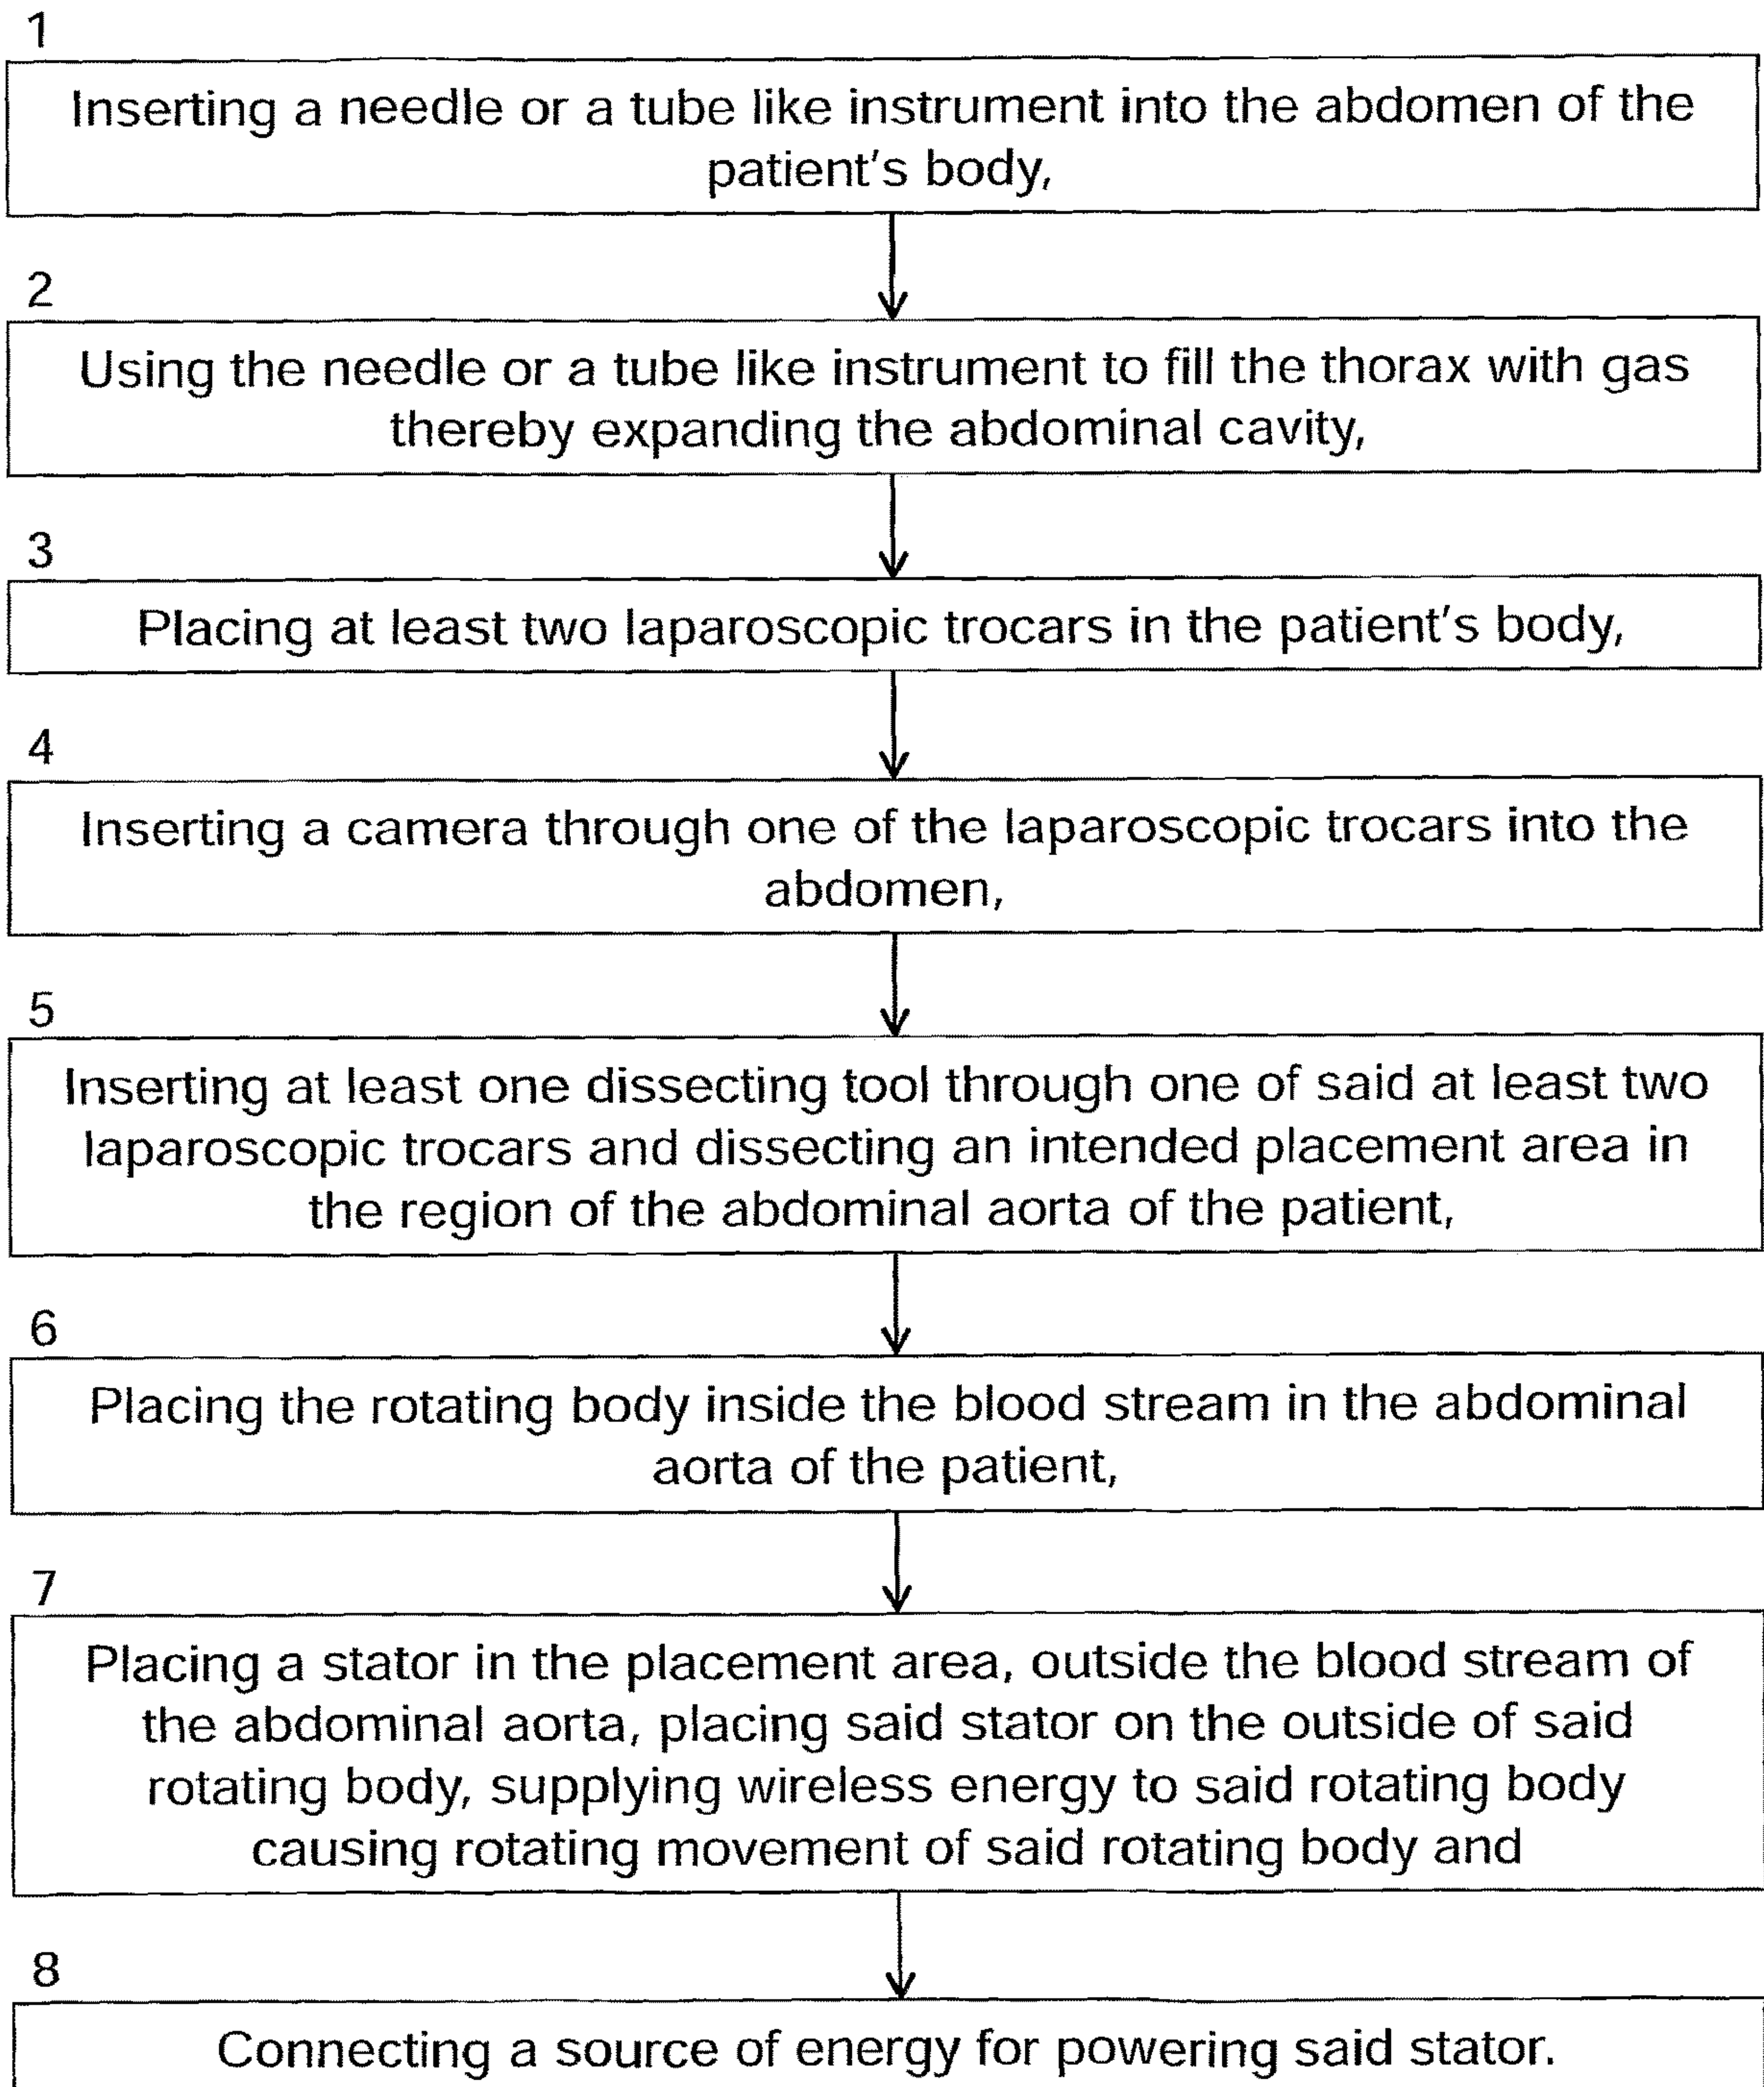 1
Inserting a needle or a tube like instrument into the abdomen of the
patient's body,
2
Using the needle or a tube like instrument to fill the thorax with gas
thereby expanding the abdominal cavity,
3
Placing at least two laparoscopic trocars in the patient's body,
4
Inserting a camera through one of the laparoscopic trocars into the
abdomen,
5
Inserting at least one dissecting tool through one of said at least two
laparoscopic trocars and dissecting an intended placement area in
the region of the abdominal aorta of the patient,
6
Placing the rotating body inside the blood stream in the abdominal
aorta of the patient,
7
Placing a stator in the placement area, outside the blood stream of
the abdominal aorta, placing said stator on the outside of said
rotating body, supplying wireless energy to said rotating body
causing rotating movement of said rotating body and
8
Connecting a source of energy for powering said stator.